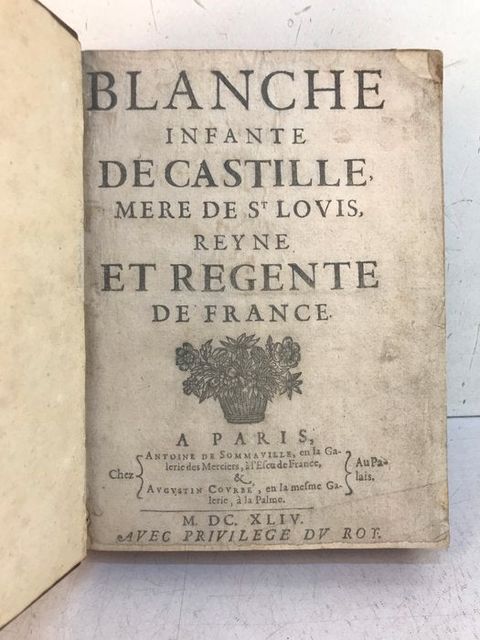 BLANCHE
INFANTE
DE CASTILLE,
MERE DE Sᵀ LOVIS,
REYNE
ET REGENTE
DE FRANCE.
A PARIS,
Chez
ANTOINE DE SOMMAVILLE, en la Ga-
lerie des Merciers, à l'Escu de France,
&
AVGVSTIN COVRBE', en la mesme Ga-
lerie, à la Palme.
Au Pa-
lais.
M. DC. XLIV.
AVEC PRIVILEGE DV ROY.